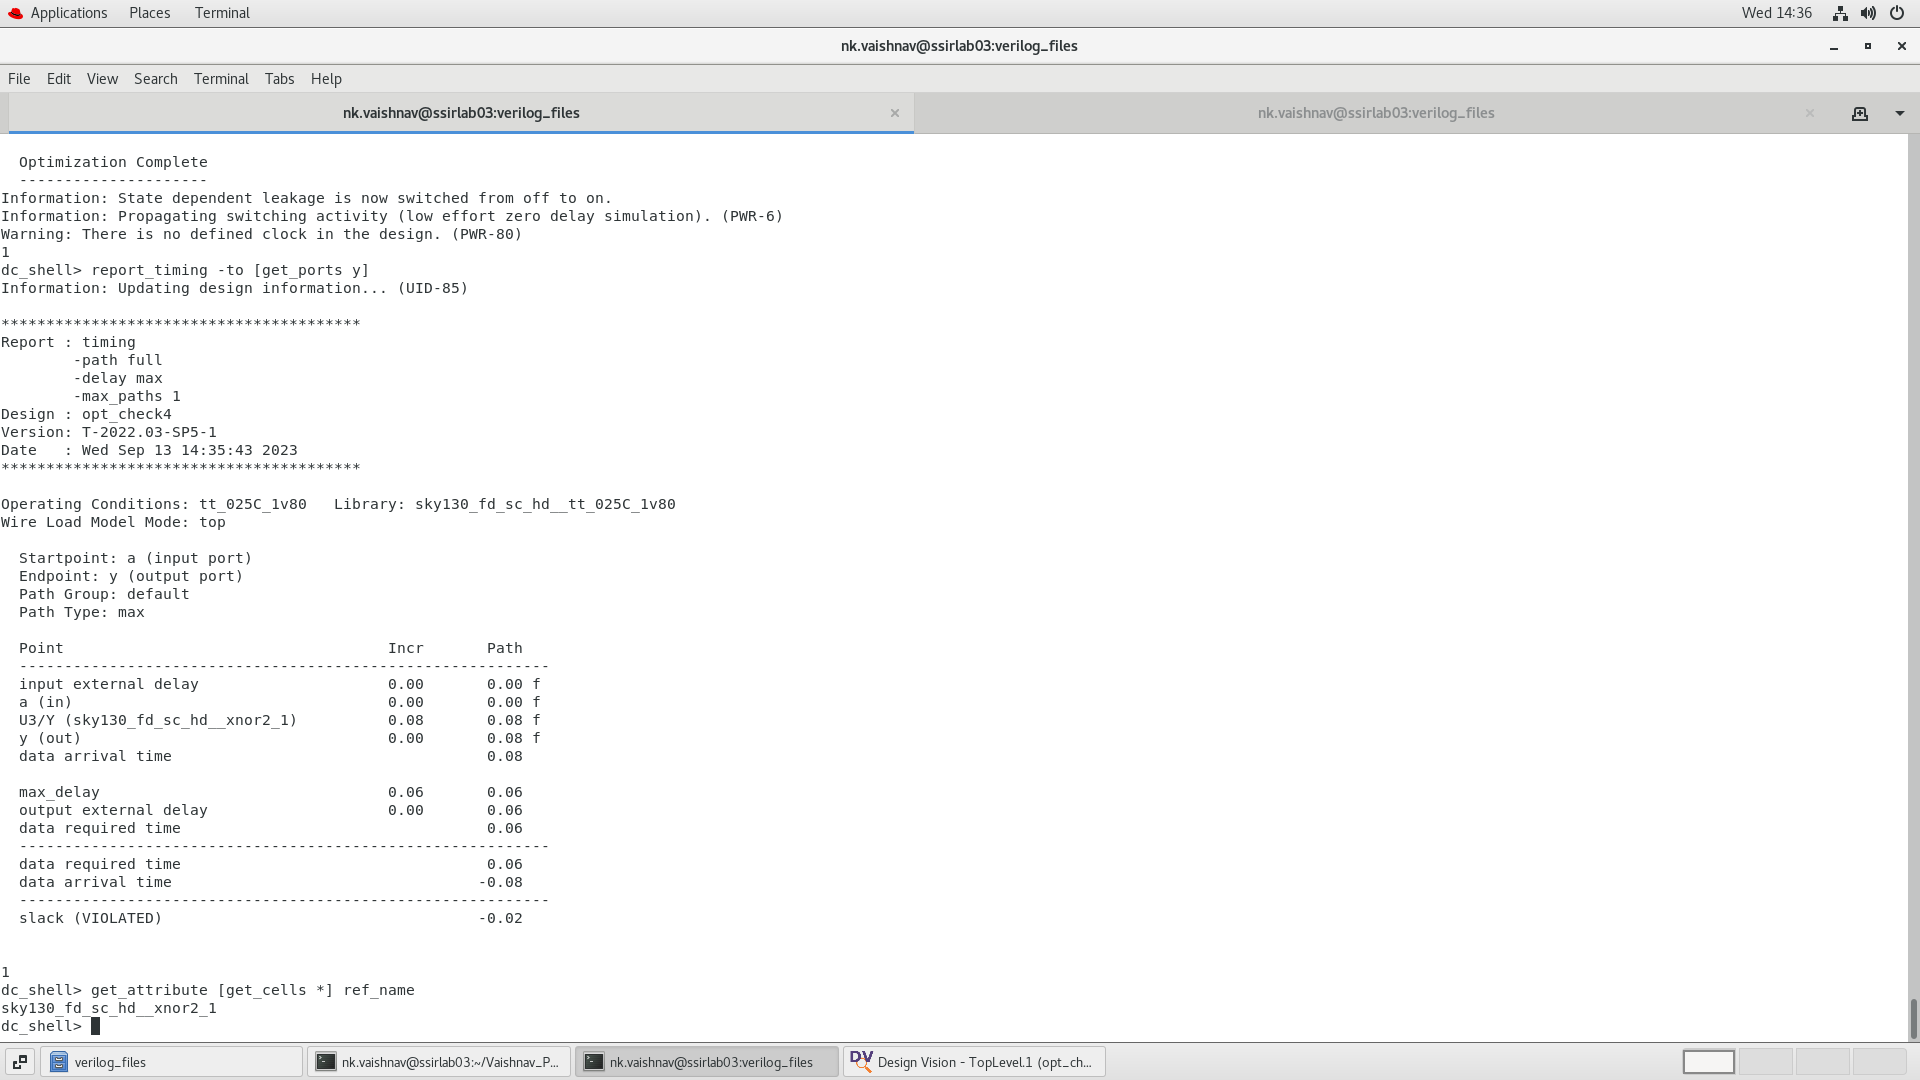 Applications Places Terminal Wed 14:36
nk.vaishnav@ssirlab03:verilog_files
File Edit View Search Terminal Tabs Help
nk.vaishnav@ssirlab03:verilog_files × nk.vaishnav@ssirlab03:verilog_files ×
Optimization Complete
---------------------
Information: State dependent leakage is now switched from off to on.
Information: Propagating switching activity (low effort zero delay simulation). (PWR-6)
Warning: There is no defined clock in the design. (PWR-80)
1
dc_shell> report_timing -to [get_ports y]
Information: Updating design information... (UID-85)
****************************************
Report : timing
-path full
-delay max
-max_paths 1
Design : opt_check4
Version: T-2022.03-SP5-1
Date : Wed Sep 13 14:35:43 2023
****************************************
Operating Conditions: tt_025C_1v80 Library: sky130_fd_sc_hd__tt_025C_1v80
Wire Load Model Mode: top
Startpoint: a (input port)
Endpoint: y (output port)
Path Group: default
Path Type: max
Point Incr Path
-----------------------------------------------------------
input external delay 0.00 0.00 f
a (in) 0.00 0.00 f
U3/Y (sky130_fd_sc_hd__xnor2_1) 0.08 0.08 f
y (out) 0.00 0.08 f
data arrival time 0.08
max_delay 0.06 0.06
output external delay 0.00 0.06
data required time 0.06
-----------------------------------------------------------
data required time 0.06
data arrival time -0.08
-----------------------------------------------------------
slack (VIOLATED) -0.02
1
dc_shell> get_attribute [get_cells *] ref_name
sky130_fd_sc_hd__xnor2_1
dc_shell>
verilog_files nk.vaishnav@ssirlab03:~/Vaishnav_P... nk.vaishnav@ssirlab03:verilog_files DV Design Vision - TopLevel.1 (opt_ch...